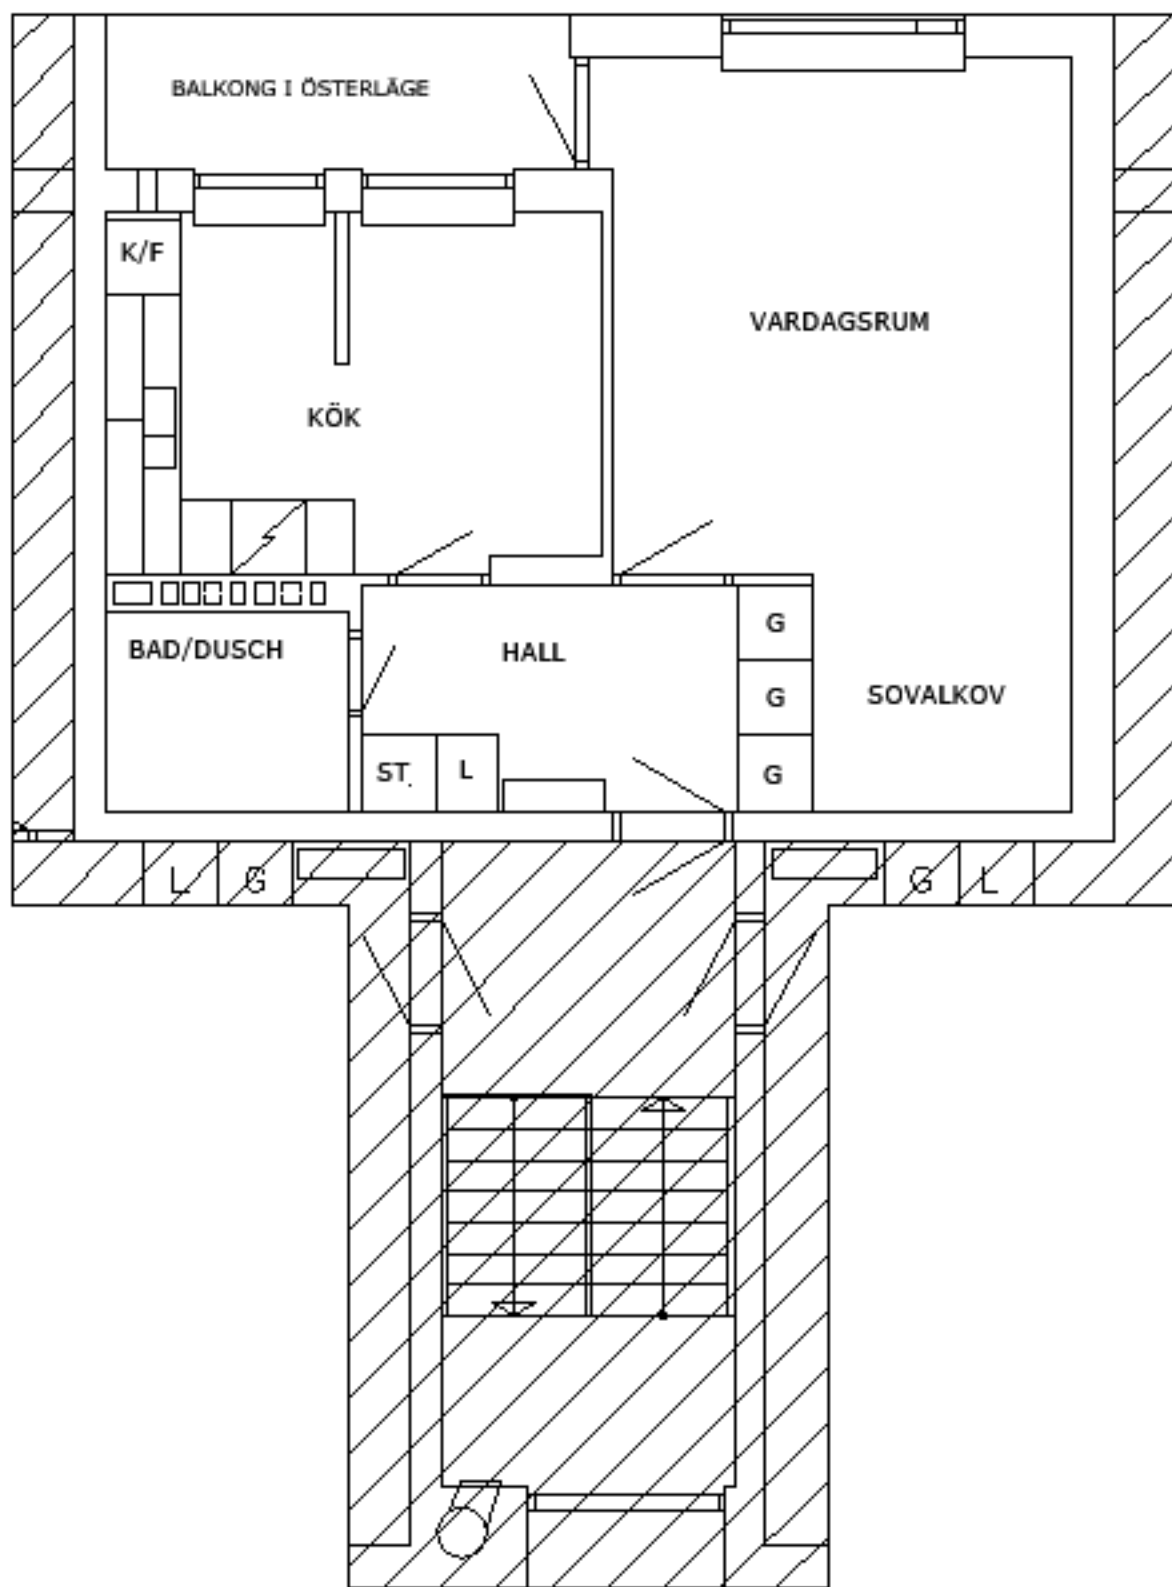 BALKONG I ÖSTERLÄGE
K/F
VARDAGSRUM
KÖK
BAD/DUSCH
HALL
G
G
SOVALKOV
ST.
L
G
L
G
G
L